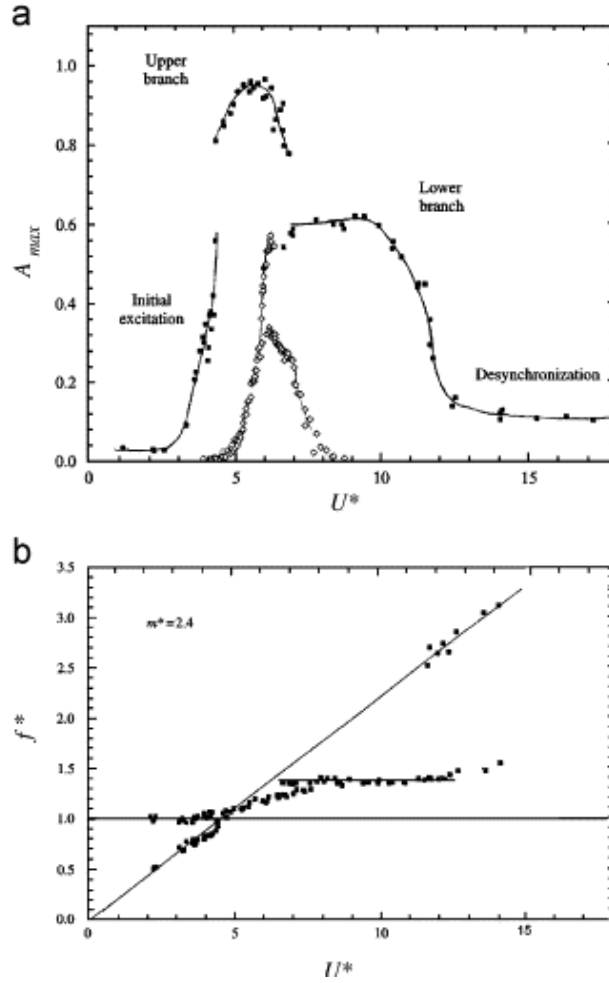 a
1.0
Upper
branch
0.8
Lower
branch
0.6
A max
0.4
Initial
excitation
0.2
Desynchronization
0.0
0 5 10 15
U*
b
3.5
m*=2.4
3.0
2.5
2.0
f*
1.5
1.0
0.5
0.0
0 5 10 15
U*